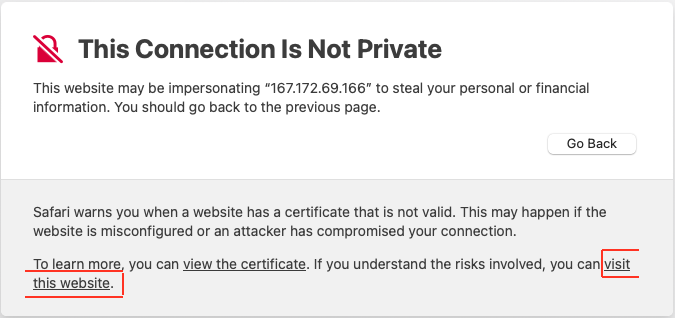 This Connection Is Not Private
This website may be impersonating “167.172.69.166” to steal your personal or financial
information. You should go back to the previous page.
Go Back
Safari warns you when a website has a certificate that is not valid. This may happen if the
website is misconfigured or an attacker has compromised your connection.
To learn more, you can view the certificate. If you understand the risks involved, you can visit
this website.